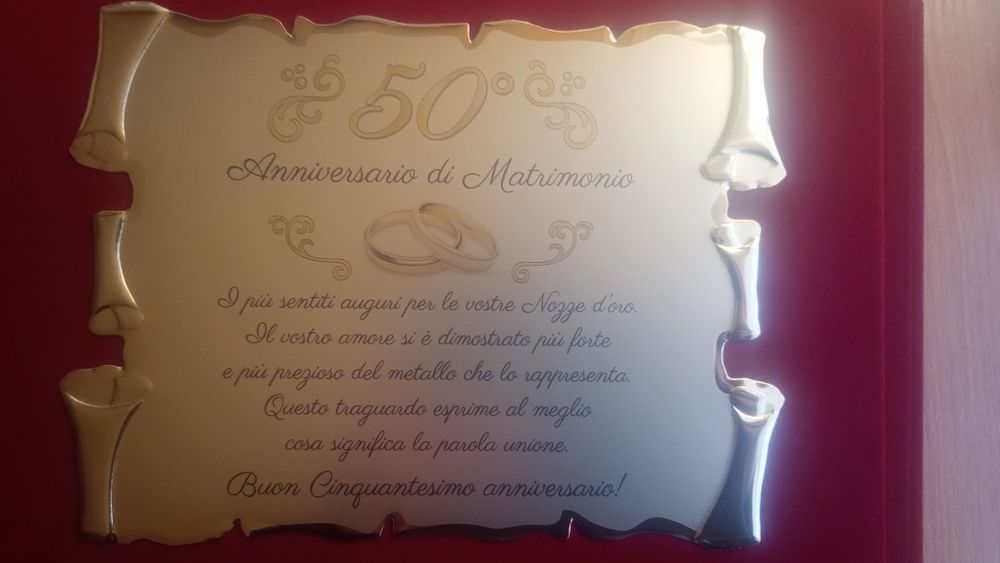 50°
Anniversario di Matrimonio
I più sentiti auguri per le vostre Nozze d'oro.
Il vostro amore si è dimostrato più forte
e più prezioso del metallo che lo rappresenta.
Questo traguardo esprime al meglio
cosa significa la parola unione.
Buon Cinquantesimo anniversario!